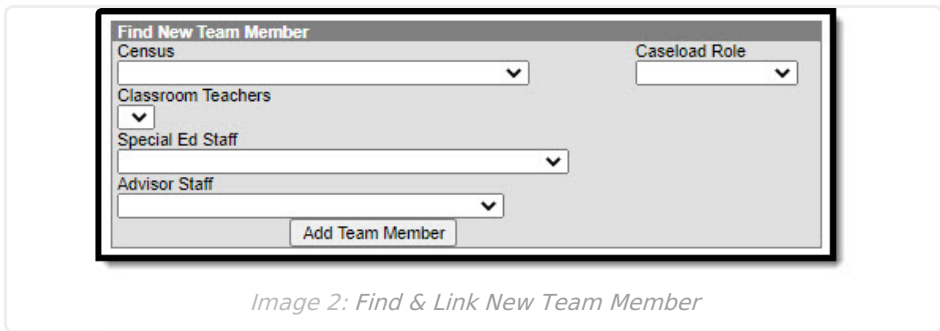 Find New Team Member
Census Caseload Role
Classroom Teachers
Special Ed Staff
Advisor Staff
Add Team Member
Image 2: Find & Link New Team Member